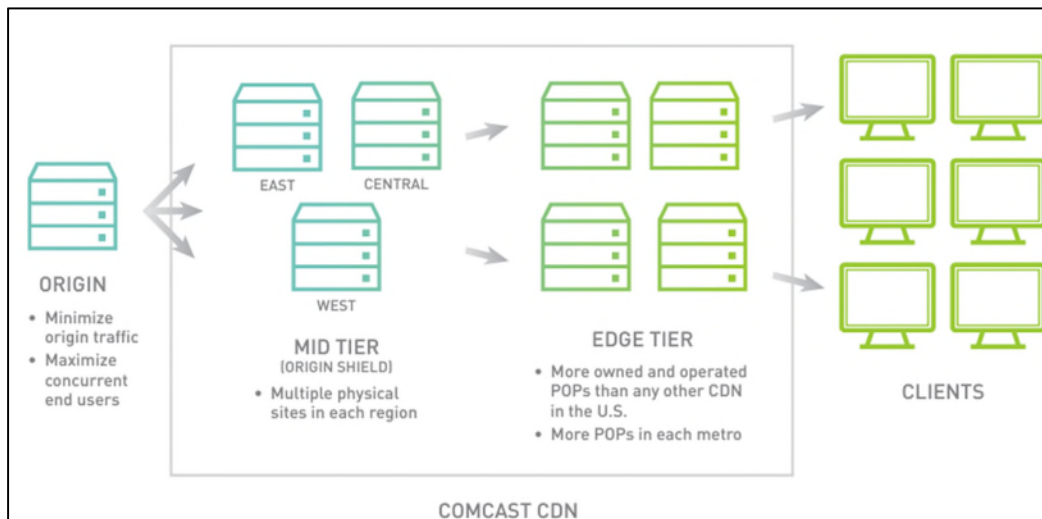 EAST
CENTRAL
WEST
ORIGIN
• Minimize
origin traffic
• Maximize
concurrent
end users
MID TIER
(ORIGIN SHIELD)
• Multiple physical
sites in each region
EDGE TIER
• More owned and operated
POPs than any other CDN
in the U.S.
• More POPs in each metro
CLIENTS
COMCAST CDN